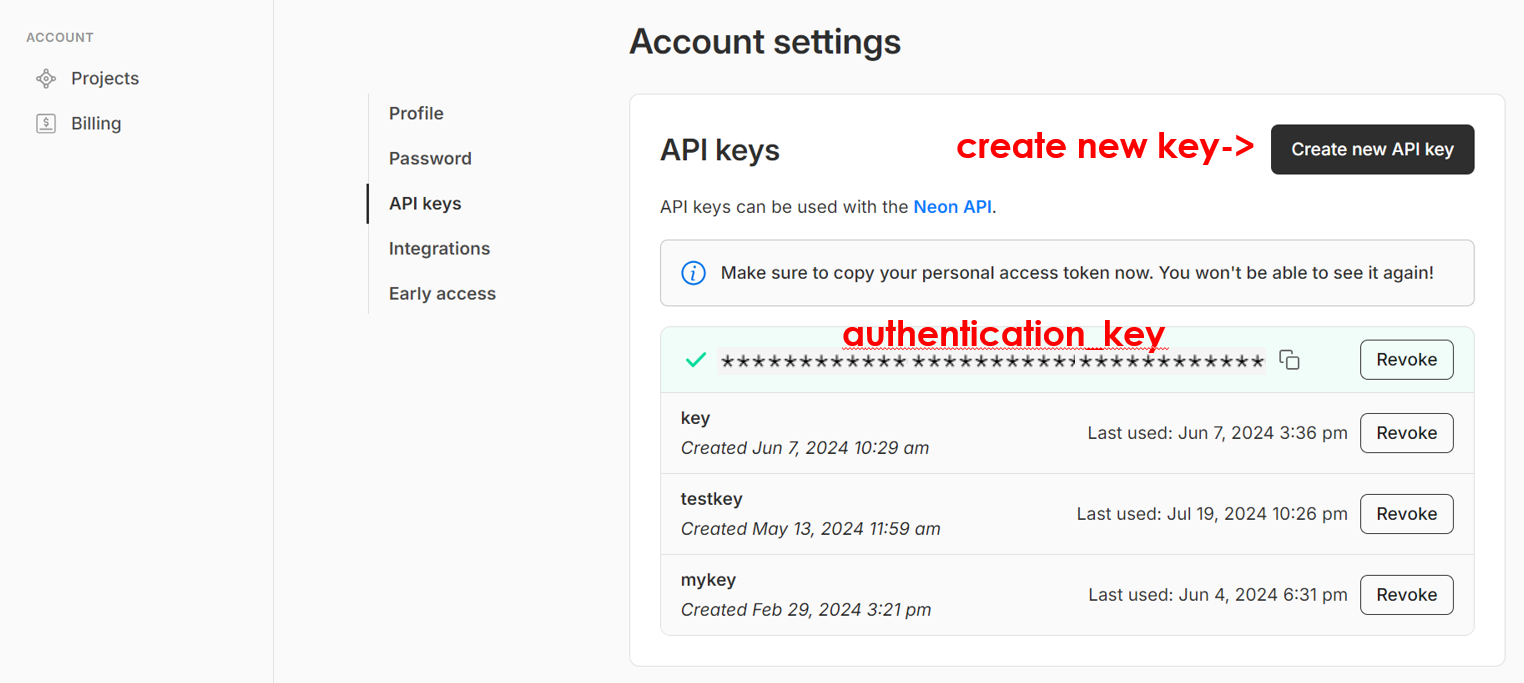 ACCOUNT
Projects
Billing
Account settings
Profile
Password
API keys
Integrations
Early access
API keys
create new key->
Create new API key
API keys can be used with the Neon API.
Make sure to copy your personal access token now. You won't be able to see it again!
authentication_key
***********************************
Revoke
key
Created Jun 7, 2024 10:29 am
Last used: Jun 7, 2024 3:36 pm
Revoke
testkey
Created May 13, 2024 11:59 am
Last used: Jul 19, 2024 10:26 pm
Revoke
mykey
Created Feb 29, 2024 3:21 pm
Last used: Jun 4, 2024 6:31 pm
Revoke